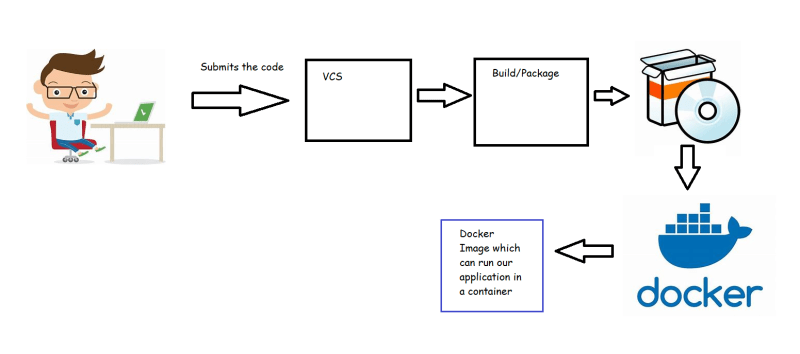 Submits the code
VCS
Build/Package
docker
Docker
Image which
can run our
application in
a container